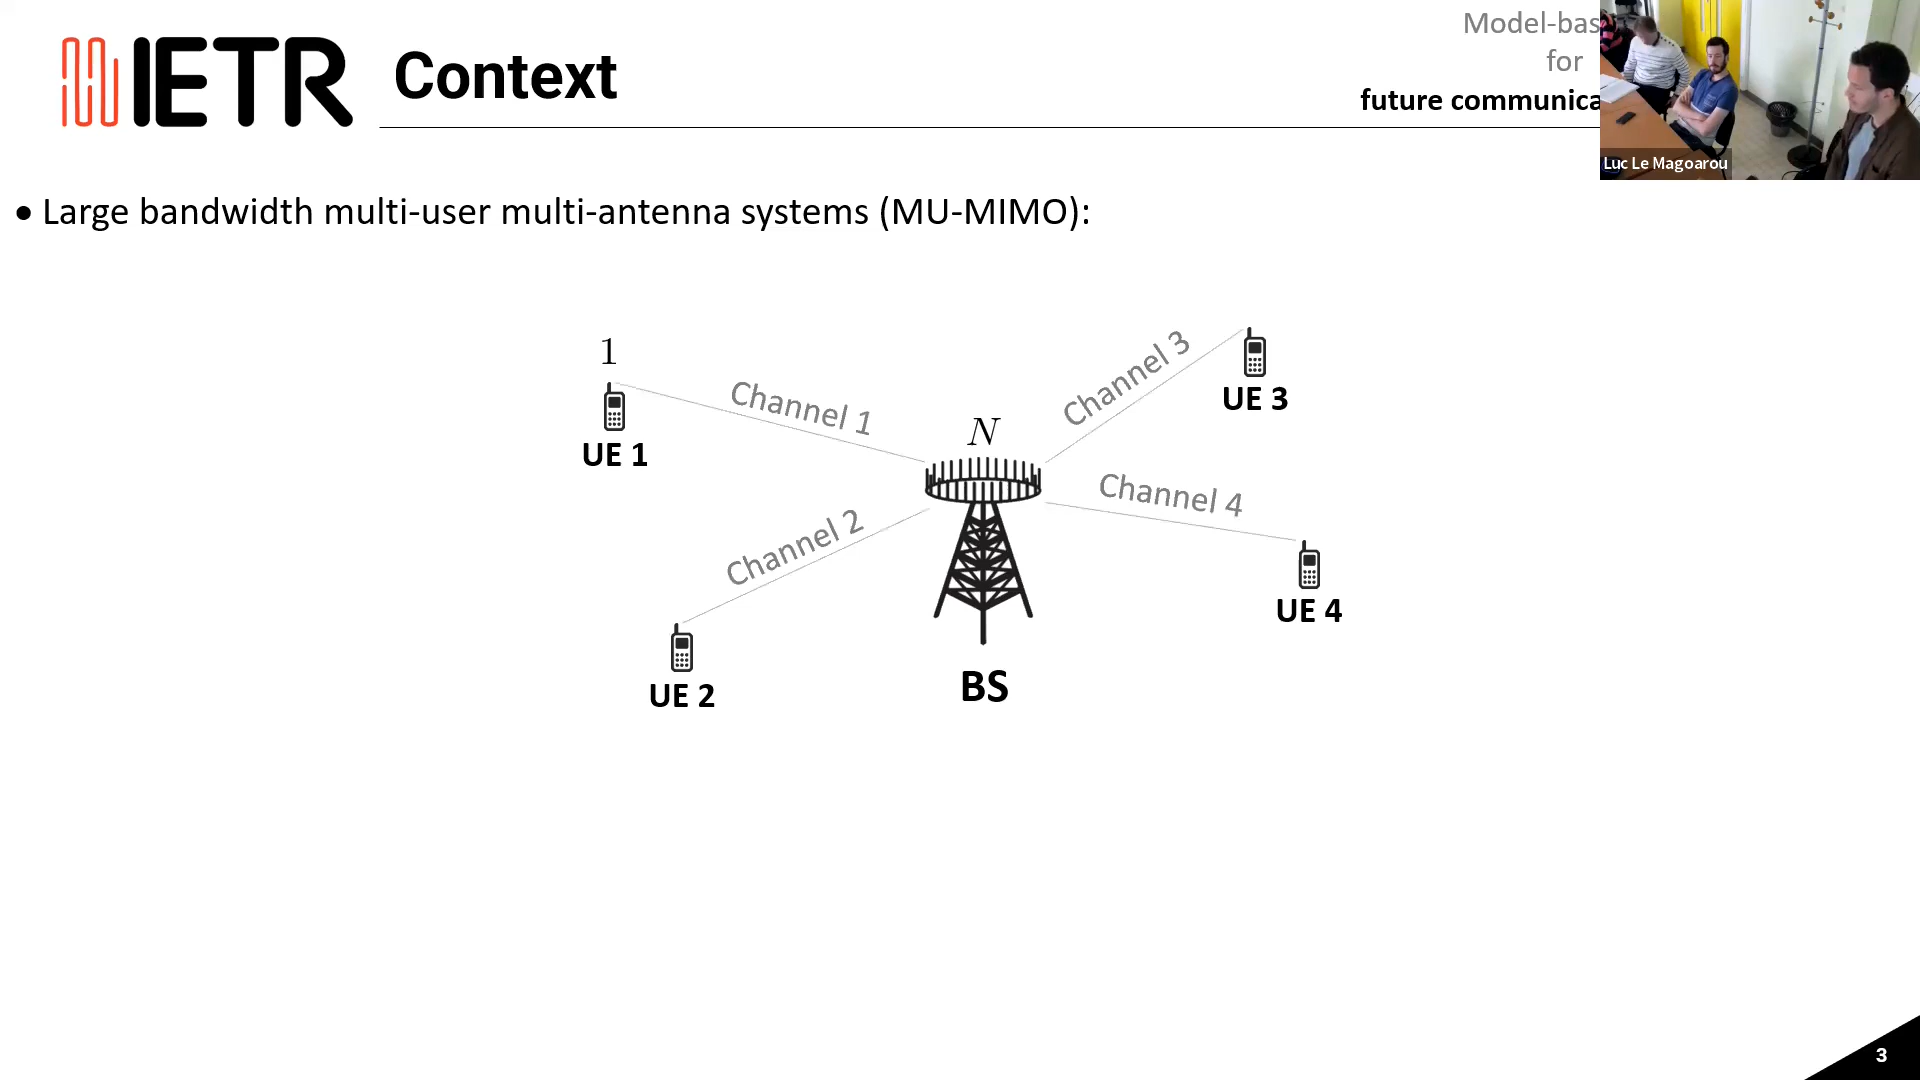 IETR
Context
Model-bas
for
future communica
Luc Le Magoarou
• Large bandwidth multi-user multi-antenna systems (MU-MIMO):
1
Channel 1
UE 1
Channel 3
UE 3
N
Channel 4
UE 4
Channel 2
UE 2
BS
3